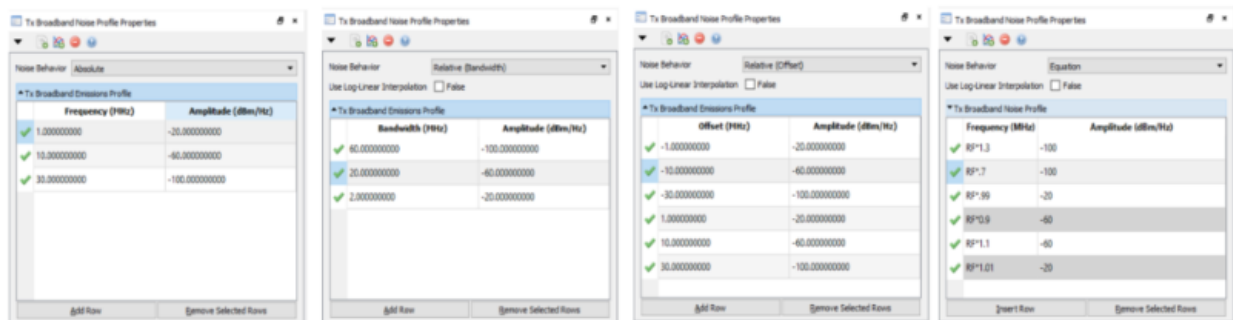 Tx Broadband Noise Profile Properties
Noise Behavior Absolute
Tx Broadband Emissions Profile
Frequency (MHz) Amplitude (dBm/Hz)
1.000000000 -20.000000000
10.000000000 -60.000000000
30.000000000 -100.000000000
Add Row Remove Selected Rows
Tx Broadband Noise Profile Properties
Noise Behavior Relative (Bandwidth)
Use Log-Linear Interpolation False
Tx Broadband Emissions Profile
Bandwidth (MHz) Amplitude (dBm/Hz)
60.000000000 -100.000000000
20.000000000 -60.000000000
2.000000000 -20.000000000
Add Row Remove Selected Rows
Tx Broadband Noise Profile Properties
Noise Behavior Relative (Offset)
Use Log-Linear Interpolation False
Tx Broadband Emissions Profile
Offset (MHz) Amplitude (dBm/Hz)
-1.000000000 -20.000000000
-10.000000000 -60.000000000
-30.000000000 -100.000000000
1.000000000 -20.000000000
10.000000000 -60.000000000
30.000000000 -100.000000000
Add Row Remove Selected Rows
Tx Broadband Noise Profile Properties
Noise Behavior Equation
Use Log-Linear Interpolation False
Tx Broadband Noise Profile
Frequency (MHz) Amplitude (dBm/Hz)
RF*1.3 -100
RF*.7 -100
RF*.99 -20
RF*0.9 -60
RF*1.1 -60
RF*1.01 -20
Insert Row Remove Selected Rows